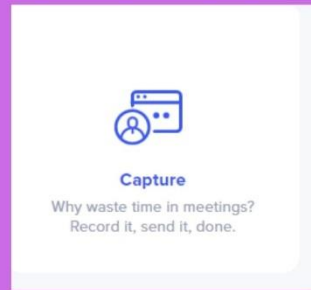 Capture
Why waste time in meetings?
Record it, send it, done.